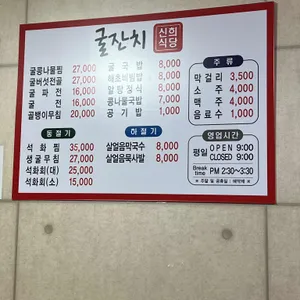 굴잔치 신희식당
굴콩나물찜 27,000
굴버섯전골 27,000
굴 파 전 16,000
굴 전 16,000
골뱅이무침 20,000
굴 국 밥 8,000
해초비빔밥 8,000
알탕정식 8,000
콩나물국밥 7,000
공 기 밥 1,000
주 류
막걸리 3,500
소 주 4,000
맥 주 4,000
음료수 1,000
동 절 기
석 화 찜 35,000
생굴무침 27,000
석화회(대) 25,000
석화회(소) 15,000
하 절 기
살얼음막국수 8,000
살얼음묵사발 8,000
영업시간
평일 OPEN 9:00
CLOSED 9:00
Break time PM 2:30~3:30